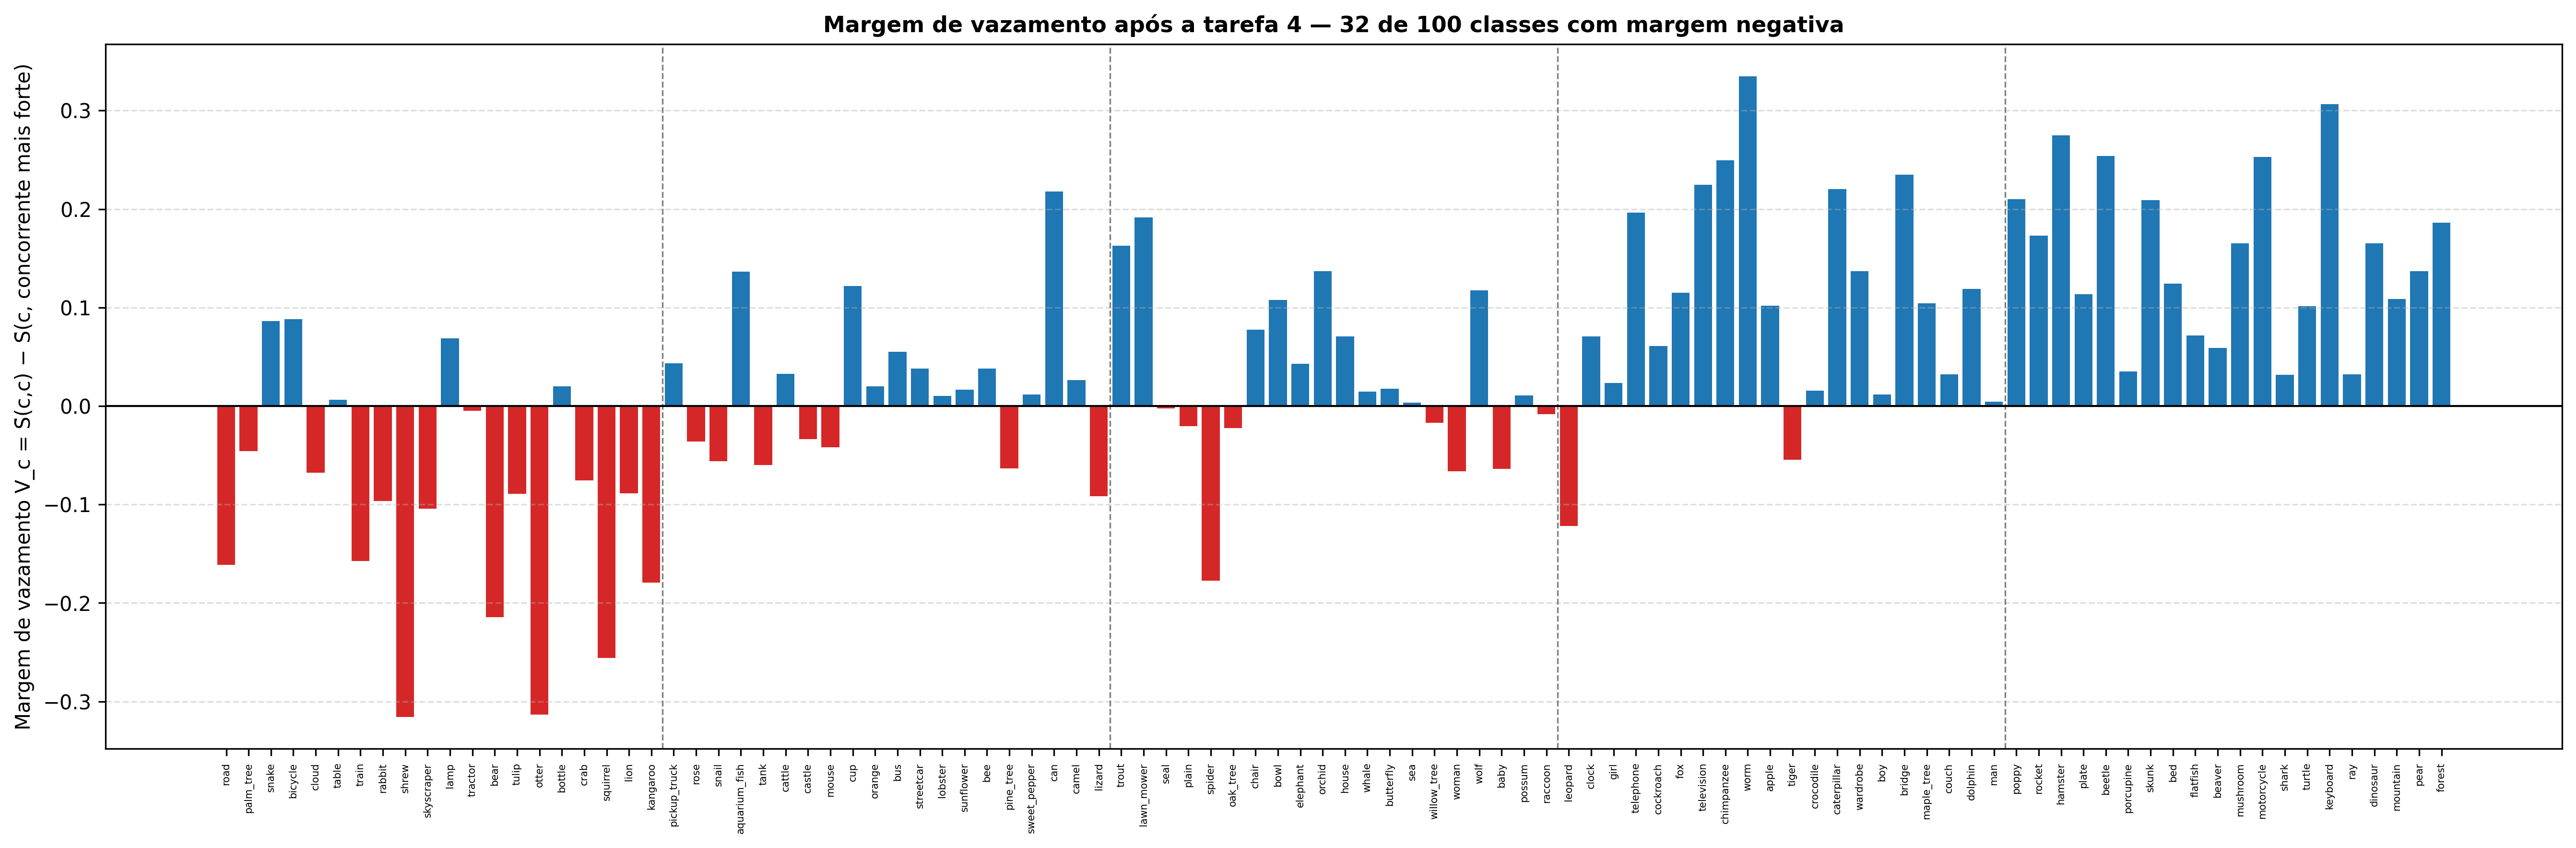 Margem de vazamento após a tarefa 4 — 32 de 100 classes com margem negativa
Margem de vazamento V_c = S(c,c) − S(c, concorrente mais forte)
0.3
0.2
0.1
0.0
−0.1
−0.2
−0.3
road
palm_tree
snake
bicycle
cloud
table
train
rabbit
shrew
skyscraper
lamp
tractor
bear
tulip
otter
bottle
crab
squirrel
lion
kangaroo
pickup_truck
rose
snail
aquarium_fish
tank
cattle
castle
mouse
cup
orange
bus
streetcar
lobster
sunflower
bee
pine_tree
sweet_pepper
can
camel
lizard
trout
lawn_mower
seal
plain
spider
oak_tree
chair
bowl
elephant
orchid
house
whale
butterfly
sea
willow_tree
woman
wolf
baby
possum
raccoon
leopard
clock
girl
telephone
cockroach
fox
television
chimpanzee
worm
apple
tiger
crocodile
caterpillar
wardrobe
boy
bridge
maple_tree
couch
dolphin
man
poppy
rocket
hamster
plate
beetle
porcupine
skunk
bed
flatfish
beaver
mushroom
motorcycle
shark
turtle
keyboard
ray
dinosaur
mountain
pear
forest